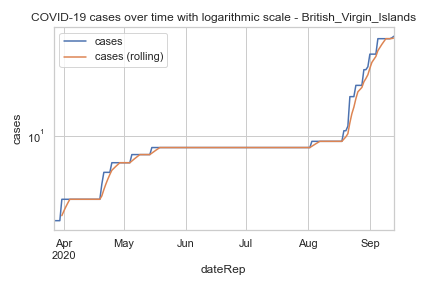 COVID-19 cases over time with logarithmic scale - British_Virgin_Islands
cases
cases (rolling)
cases
10^1
Apr May Jun Jul Aug Sep
2020
dateRep